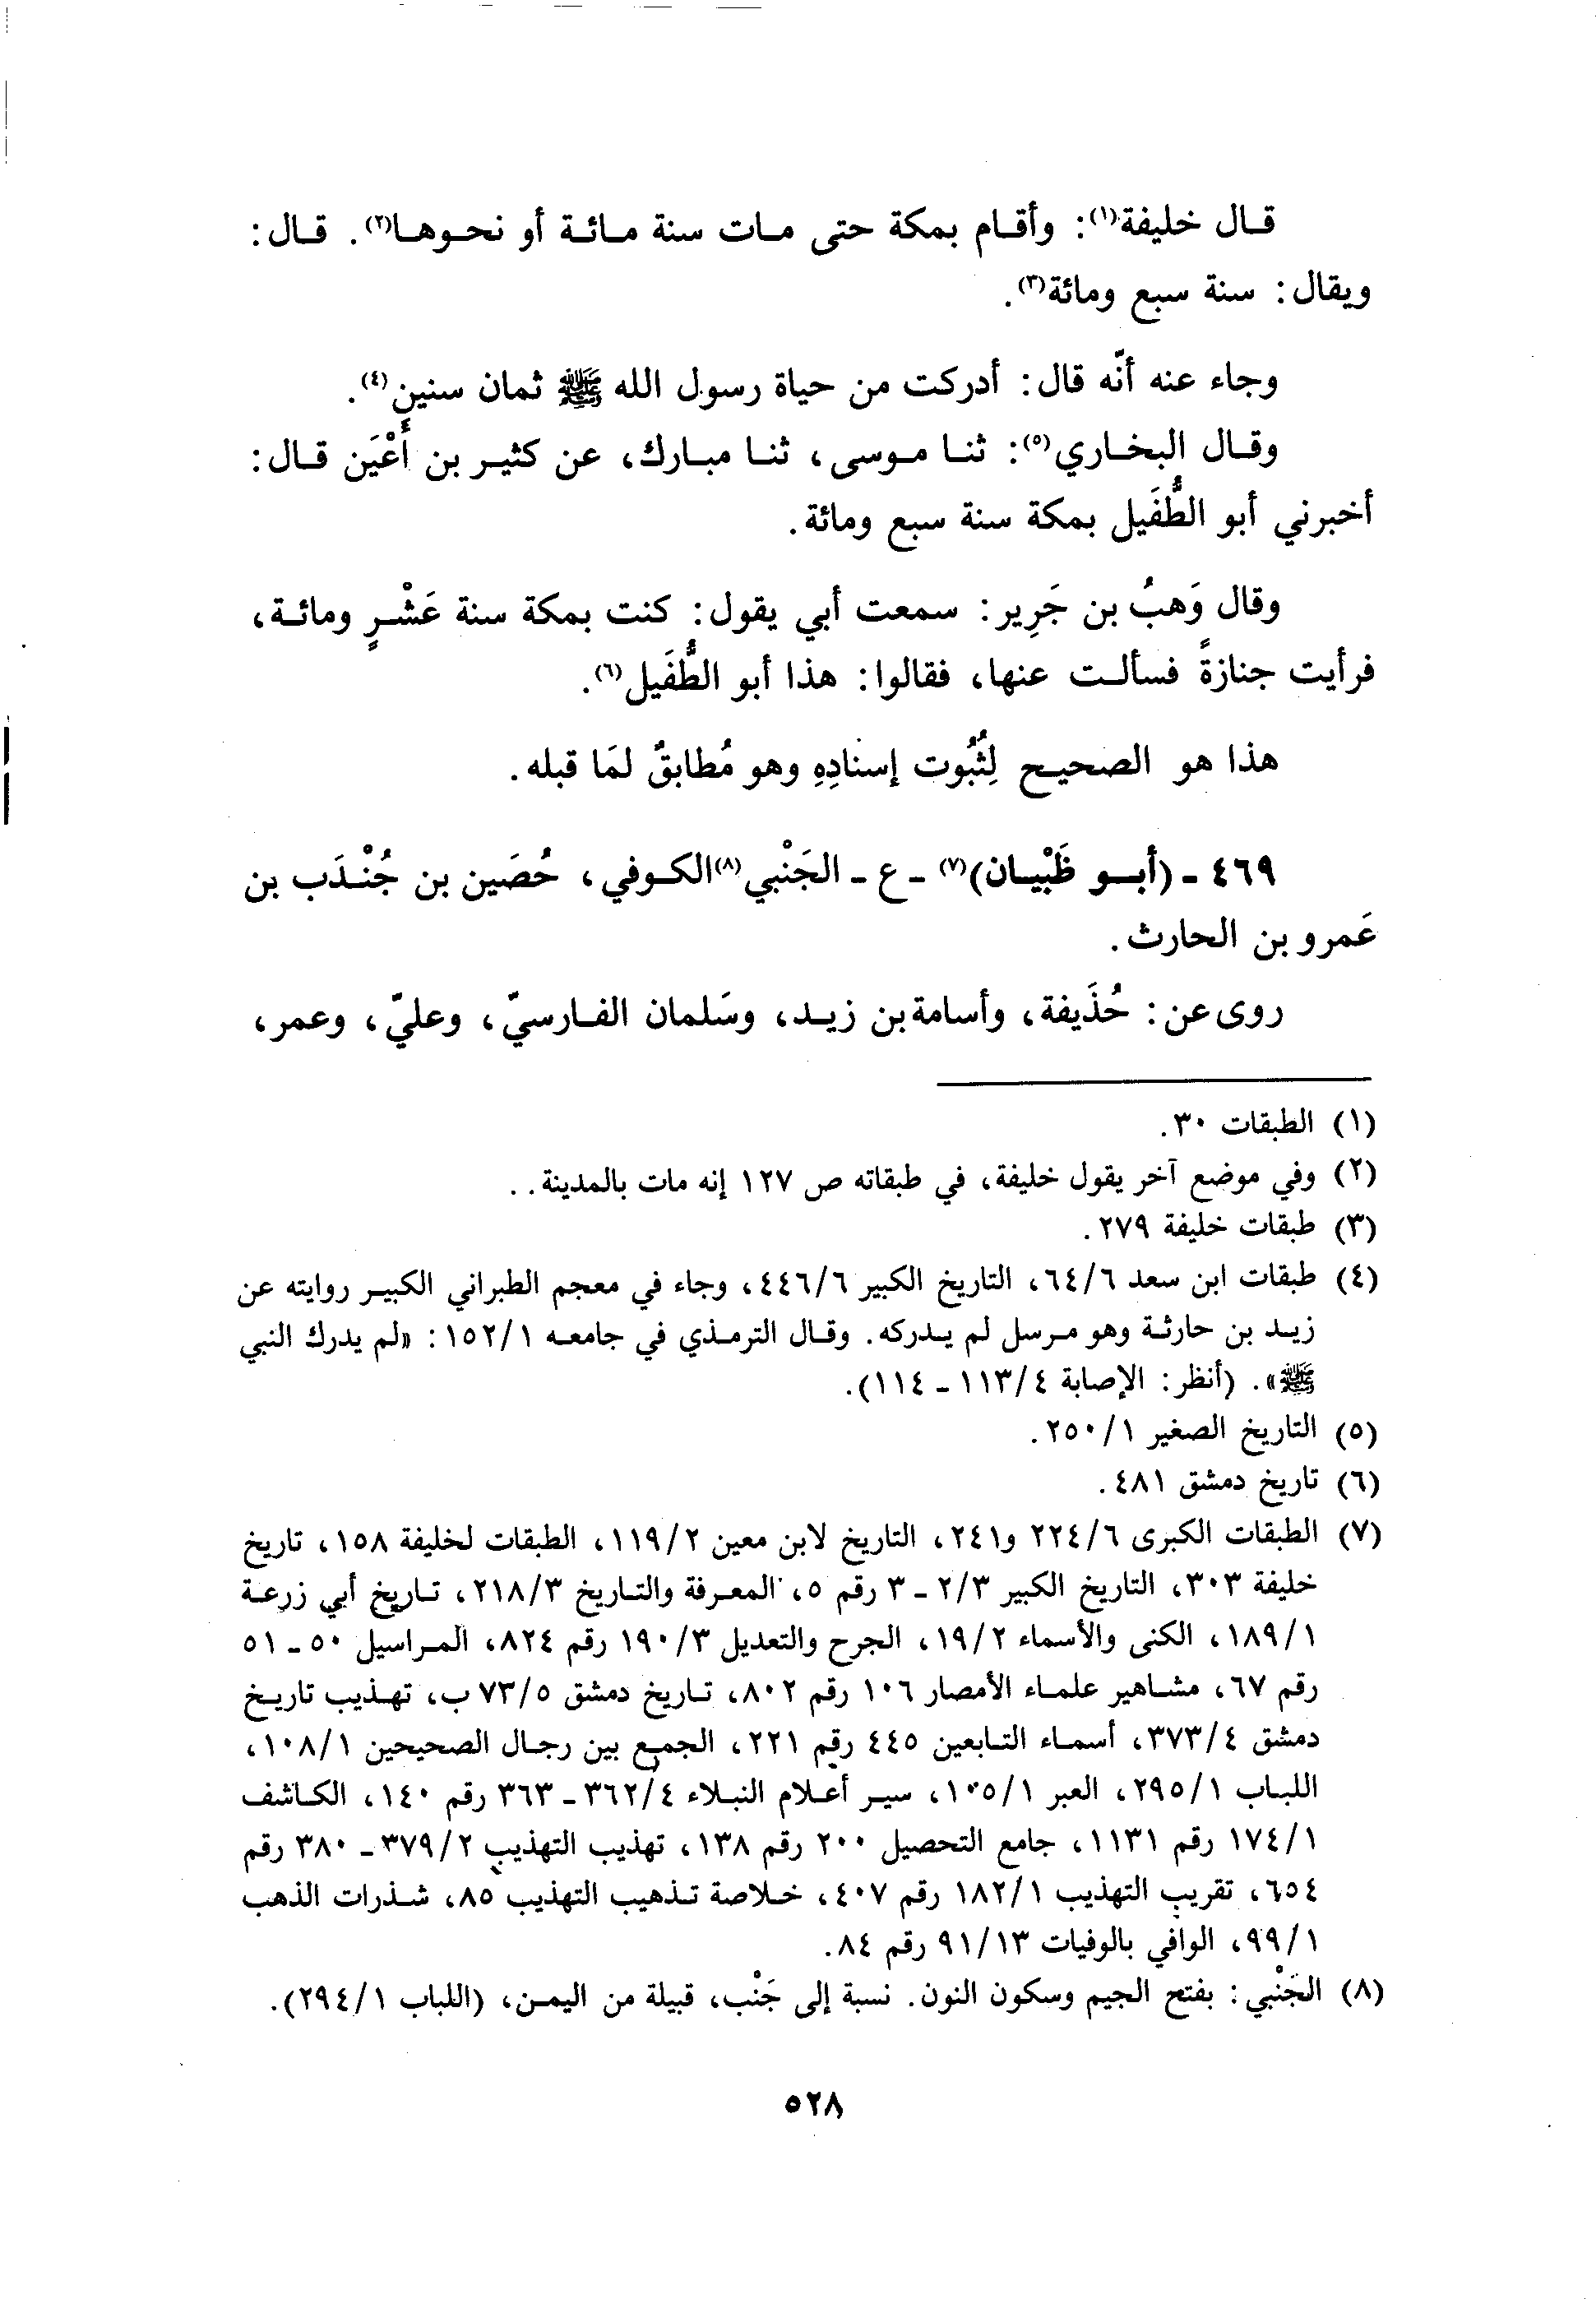 قال خليفة(١): وأقام بمكة حتى مات سنة مائة أو نحوها(٢). قال:
ويقال: سنة سبع ومائة(٣).
وجاء عنه أنّه قال: أدركت من حياة رسول الله ﷺ ثمان سنين(٤).
وقال البخاري(٥): ثنا موسى، ثنا مبارك، عن كثير بن أَعْيَن قال:
أخبرني أبو الطُّفَيل بمكة سنة سبع ومائة.
وقال وَهبُ بن جَرِير: سمعت أبي يقول: كنت بمكة سنة عَشْرٍ ومائة،
فرأيت جنازةً فسألت عنها، فقالوا: هذا أبو الطُّفَيل(٦).
هذا هو الصحيح لِثُبُوت إسنادِهِ وهو مُطابقٌ لمَا قبله.
٤٦٩ - (أبو ظَبْيان)(٧) - ع - الجَنْبي(٨) الكوفي، حُصَين بن جُنْدَب بن
عَمرو بن الحارث.
روى عن: حُذَيفة، وأسامة بن زيد، وسَلمان الفارسيّ، وعليّ، وعمر،
(١) الطبقات ٣٠.
(٢) وفي موضع آخر يقول خليفة، في طبقاته ص ١٢٧ إنه مات بالمدينة..
(٣) طبقات خليفة ٢٧٩.
(٤) طبقات ابن سعد ٦/٦٤، التاريخ الكبير ٦/٤٤٦، وجاء في معجم الطبراني الكبير روايته عن
زيد بن حارثة وهو مرسل لم يدركه. وقال الترمذي في جامعه ١/١٥٢: «لم يدرك النبي
ﷺ». (أنظر: الإصابة ٤/١١٣ - ١١٤).
(٥) التاريخ الصغير ١/٢٥٠.
(٦) تاريخ دمشق ٤٨١.
(٧) الطبقات الكبرى ٦/٢٢٤ و٢٤١، التاريخ لابن معين ٢/١١٩، الطبقات لخليفة ١٥٨، تاريخ
خليفة ٣٠٣، التاريخ الكبير ٣/٢ - ٣ رقم ٥، المعرفة والتاريخ ٣/٢١٨، تاريخ أبي زرعة
١/١٨٩، الكنى والأسماء ٢/١٩، الجرح والتعديل ٣/١٩٠ رقم ٨٢٤، المراسيل ٥٠ - ٥١
رقم ٦٧، مشاهير علماء الأمصار ١٠٦ رقم ٨٠٢، تاريخ دمشق ٥/٧٣ ب، تهذيب تاريخ
دمشق ٤/٣٧٣، أسماء التابعين ٤٤٥ رقم ٢٢١، الجمع بين رجال الصحيحين ١/١٠٨،
اللباب ١/٢٩٥، العبر ١/١٠٥، سير أعلام النبلاء ٤/٣٦٢ - ٣٦٣ رقم ١٤٠، الكاشف
١/١٧٤ رقم ١١٣١، جامع التحصيل ٢٠٠ رقم ١٣٨، تهذيب التهذيب ٢/٣٧٩ - ٣٨٠ رقم
٦٥٤، تقريب التهذيب ١/١٨٢ رقم ٤٠٧، خلاصة تذهيب التهذيب ٨٥، شذرات الذهب
١/٩٩، الوافي بالوفيات ١٣/٩١ رقم ٨٤.
(٨) الجَنْبي: بفتح الجيم وسكون النون. نسبة إلى جَنْب، قبيلة من اليمن، (اللباب ١/٢٩٤).
٥٢٨